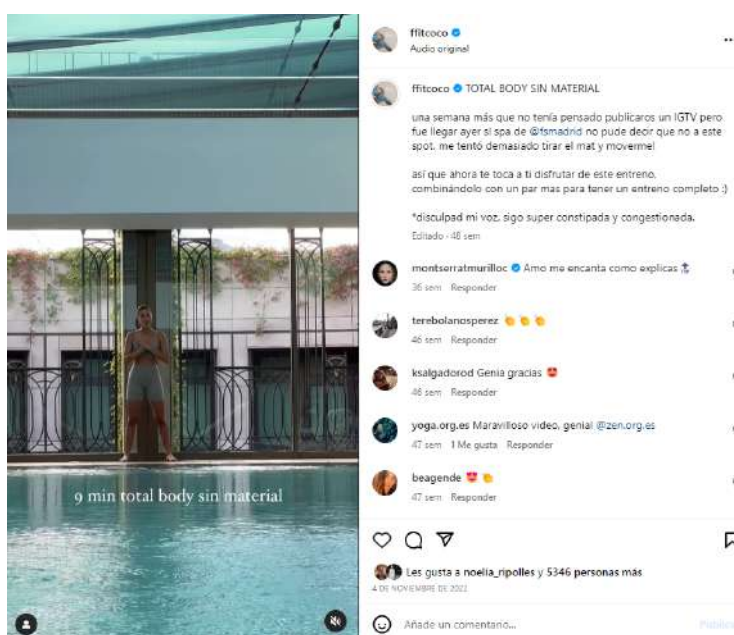 9 min total body sin material
ffitcoco
Audio original
ffitcoco TOTAL BODY SIN MATERIAL
una semana más que no tenía pensado publicaros un IGTV pero
fue llegar ayer sl spa de @fsmadrid no pude decir que no a este
spot, me tentó demasiado tirar el mat y moverme!
así que ahora te toca a ti disfrutar de este entreno,
combinándolo con un par mas para tener un entreno completo :)
*disculpad mi voz, sigo super constipada y congestionada.
Editado · 48 sem
montserratmurilloc Amo me encanta como explicas
36 sem Responder
terebolanosperez
46 sem Responder
ksalgadorod Genia gracias
46 sem Responder
yoga.org.es Maravilloso video, genial @zen.org.es
47 sem 1 Me gusta Responder
beagende
47 sem Responder
Les gusta a noelia_ripolles y 5346 personas más
4 DE NOVIEMBRE DE 2022
Añade un comentario...